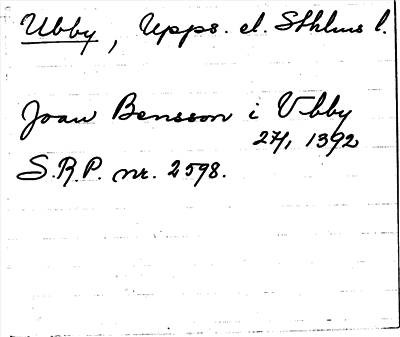 Ubby, Upps. el. Sthlms l.
Joan Bensson i Vbby
27/1 1392
S.R.P. nr. 2598.